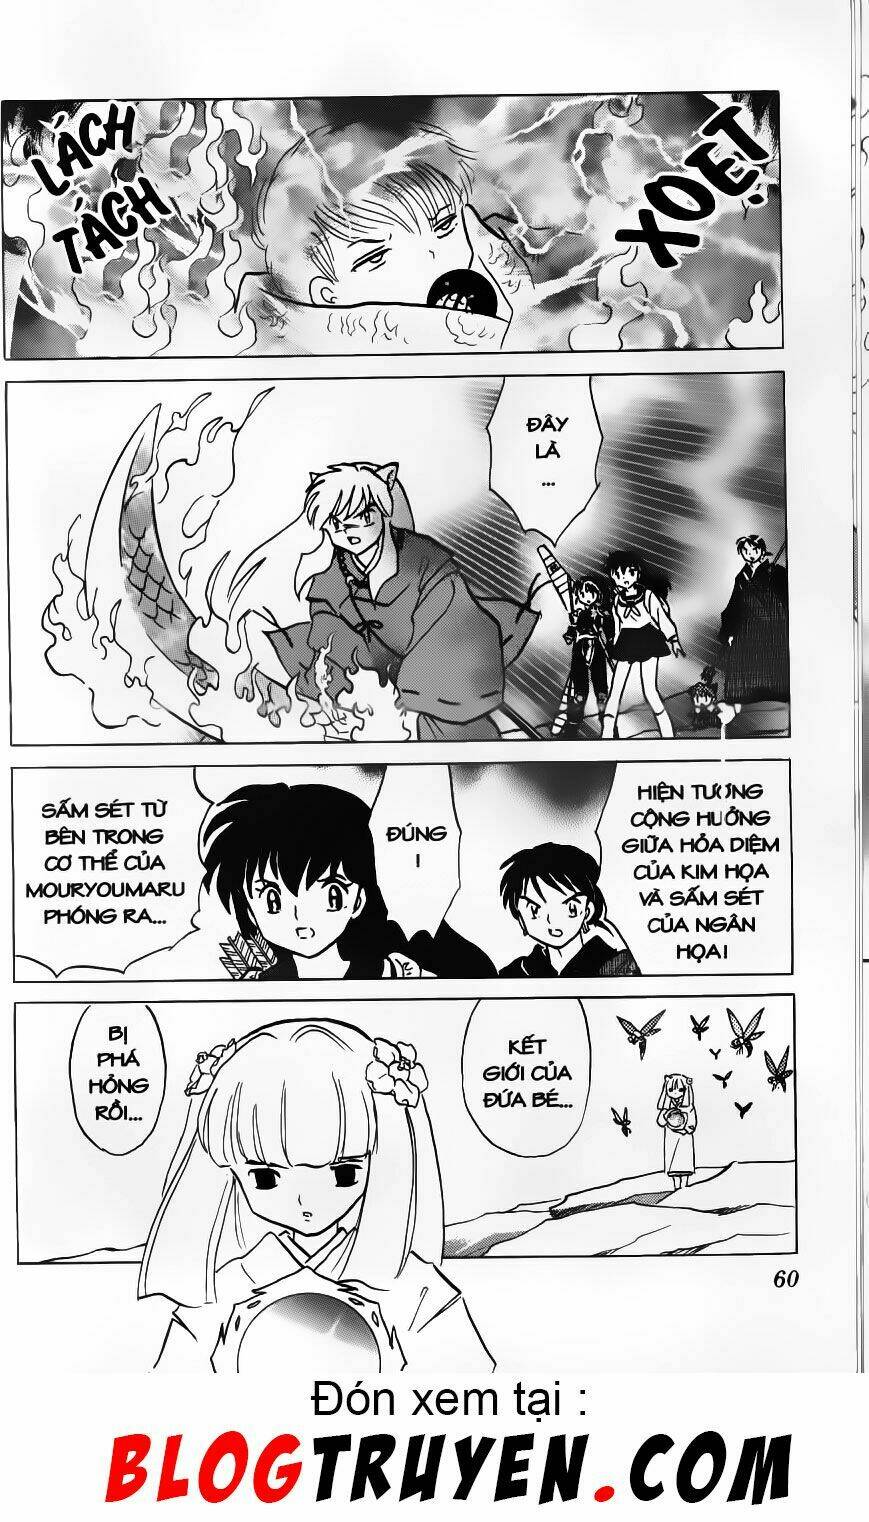 LÁCH
TÁCH
XOẸT
ĐÂY
LÀ
...
HIỆN TƯỢNG
CỘNG HƯỞNG
GIỮA HỎA DIỆM
CỦA KIM HỌA
VÀ SẤM SÉT
CỦA NGÂN
HỌA!
ĐÚNG
!
SẤM SÉT TỪ
BÊN TRONG
CƠ THỂ CỦA
MOURYOUMARU
PHÓNG RA...
KẾT
GIỚI CỦA
ĐỨA BÉ...
BỊ
PHÁ
HỎNG
RỒI...
60
Đón xem tại :
BLOGTRUYEN.COM